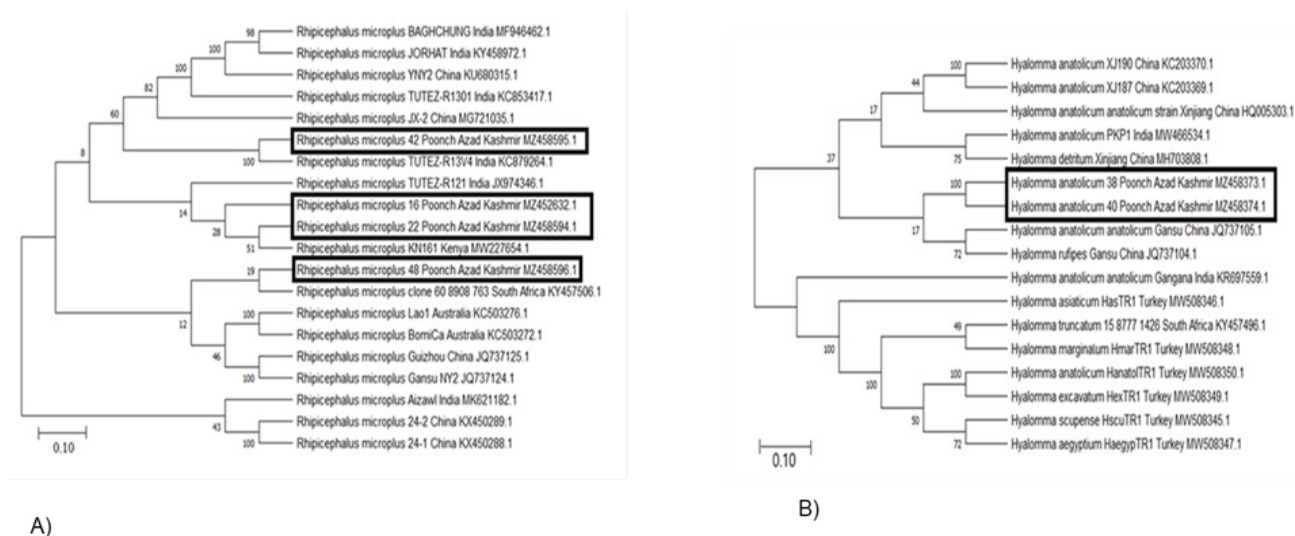 98
Rhipicephalus microplus BAGHCHUNG India MF946462.1
100
Rhipicephalus microplus JORHAT India KY458972.1
100
Rhipicephalus microplus YNY2 China KU680315.1
82
Rhipicephalus microplus TUTEZ-R1301 India KC853417.1
60
Rhipicephalus microplus JX-2 China MG721035.1
Rhipicephalus microplus 42 Poonch Azad Kashmir MZ458595.1
8
100
Rhipicephalus microplus TUTEZ-R13V4 India KC879264.1
Rhipicephalus microplus TUTEZ-R121 India JX974346.1
14
Rhipicephalus microplus 16 Poonch Azad Kashmir MZ452632.1
28
Rhipicephalus microplus 22 Poonch Azad Kashmir MZ458594.1
51
Rhipicephalus microplus KN161 Kenya MW227654.1
19
Rhipicephalus microplus 48 Poonch Azad Kashmir MZ458596.1
Rhipicephalus microplus clone 60 8908 763 South Africa KY457506.1
12
100
Rhipicephalus microplus Lao1 Australia KC503276.1
Rhipicephalus microplus BomiCa Australia KC503272.1
46
Rhipicephalus microplus Guizhou China JQ737125.1
100
Rhipicephalus microplus Gansu NY2 JQ737124.1
Rhipicephalus microplus Aizawl India MK621182.1
43
Rhipicephalus microplus 24-2 China KX450289.1
100
Rhipicephalus microplus 24-1 China KX450288.1
0.10
A)
100
Hyalomma anatolicum XJ190 China KC203370.1
44
Hyalomma anatolicum XJ187 China KC203369.1
17
Hyalomma anatolicum anatolicum strain Xinjiang China HQ005303.1
Hyalomma anatolicum PKP1 India MW466534.1
37
75
Hyalomma detritum Xinjiang China MH703808.1
100
Hyalomma anatolicum 38 Poonch Azad Kashmir MZ458373.1
Hyalomma anatolicum 40 Poonch Azad Kashmir MZ458374.1
17
Hyalomma anatolicum anatolicum Gansu China JQ737105.1
72
Hyalomma rufipes Gansu China JQ737104.1
Hyalomma anatolicum anatolicum Gangana India KR697559.1
Hyalomma asiaticum HasTR1 Turkey MW508346.1
100
49
Hyalomma truncatum 15 8777 1426 South Africa KY457496.1
Hyalomma marginatum HmarTR1 Turkey MW508348.1
100
100
Hyalomma anatolicum HanatolTR1 Turkey MW508350.1
Hyalomma excavatum HexTR1 Turkey MW508349.1
50
Hyalomma scupense HscuTR1 Turkey MW508345.1
72
Hyalomma aegyptium HaegypTR1 Turkey MW508347.1
0.10
B)